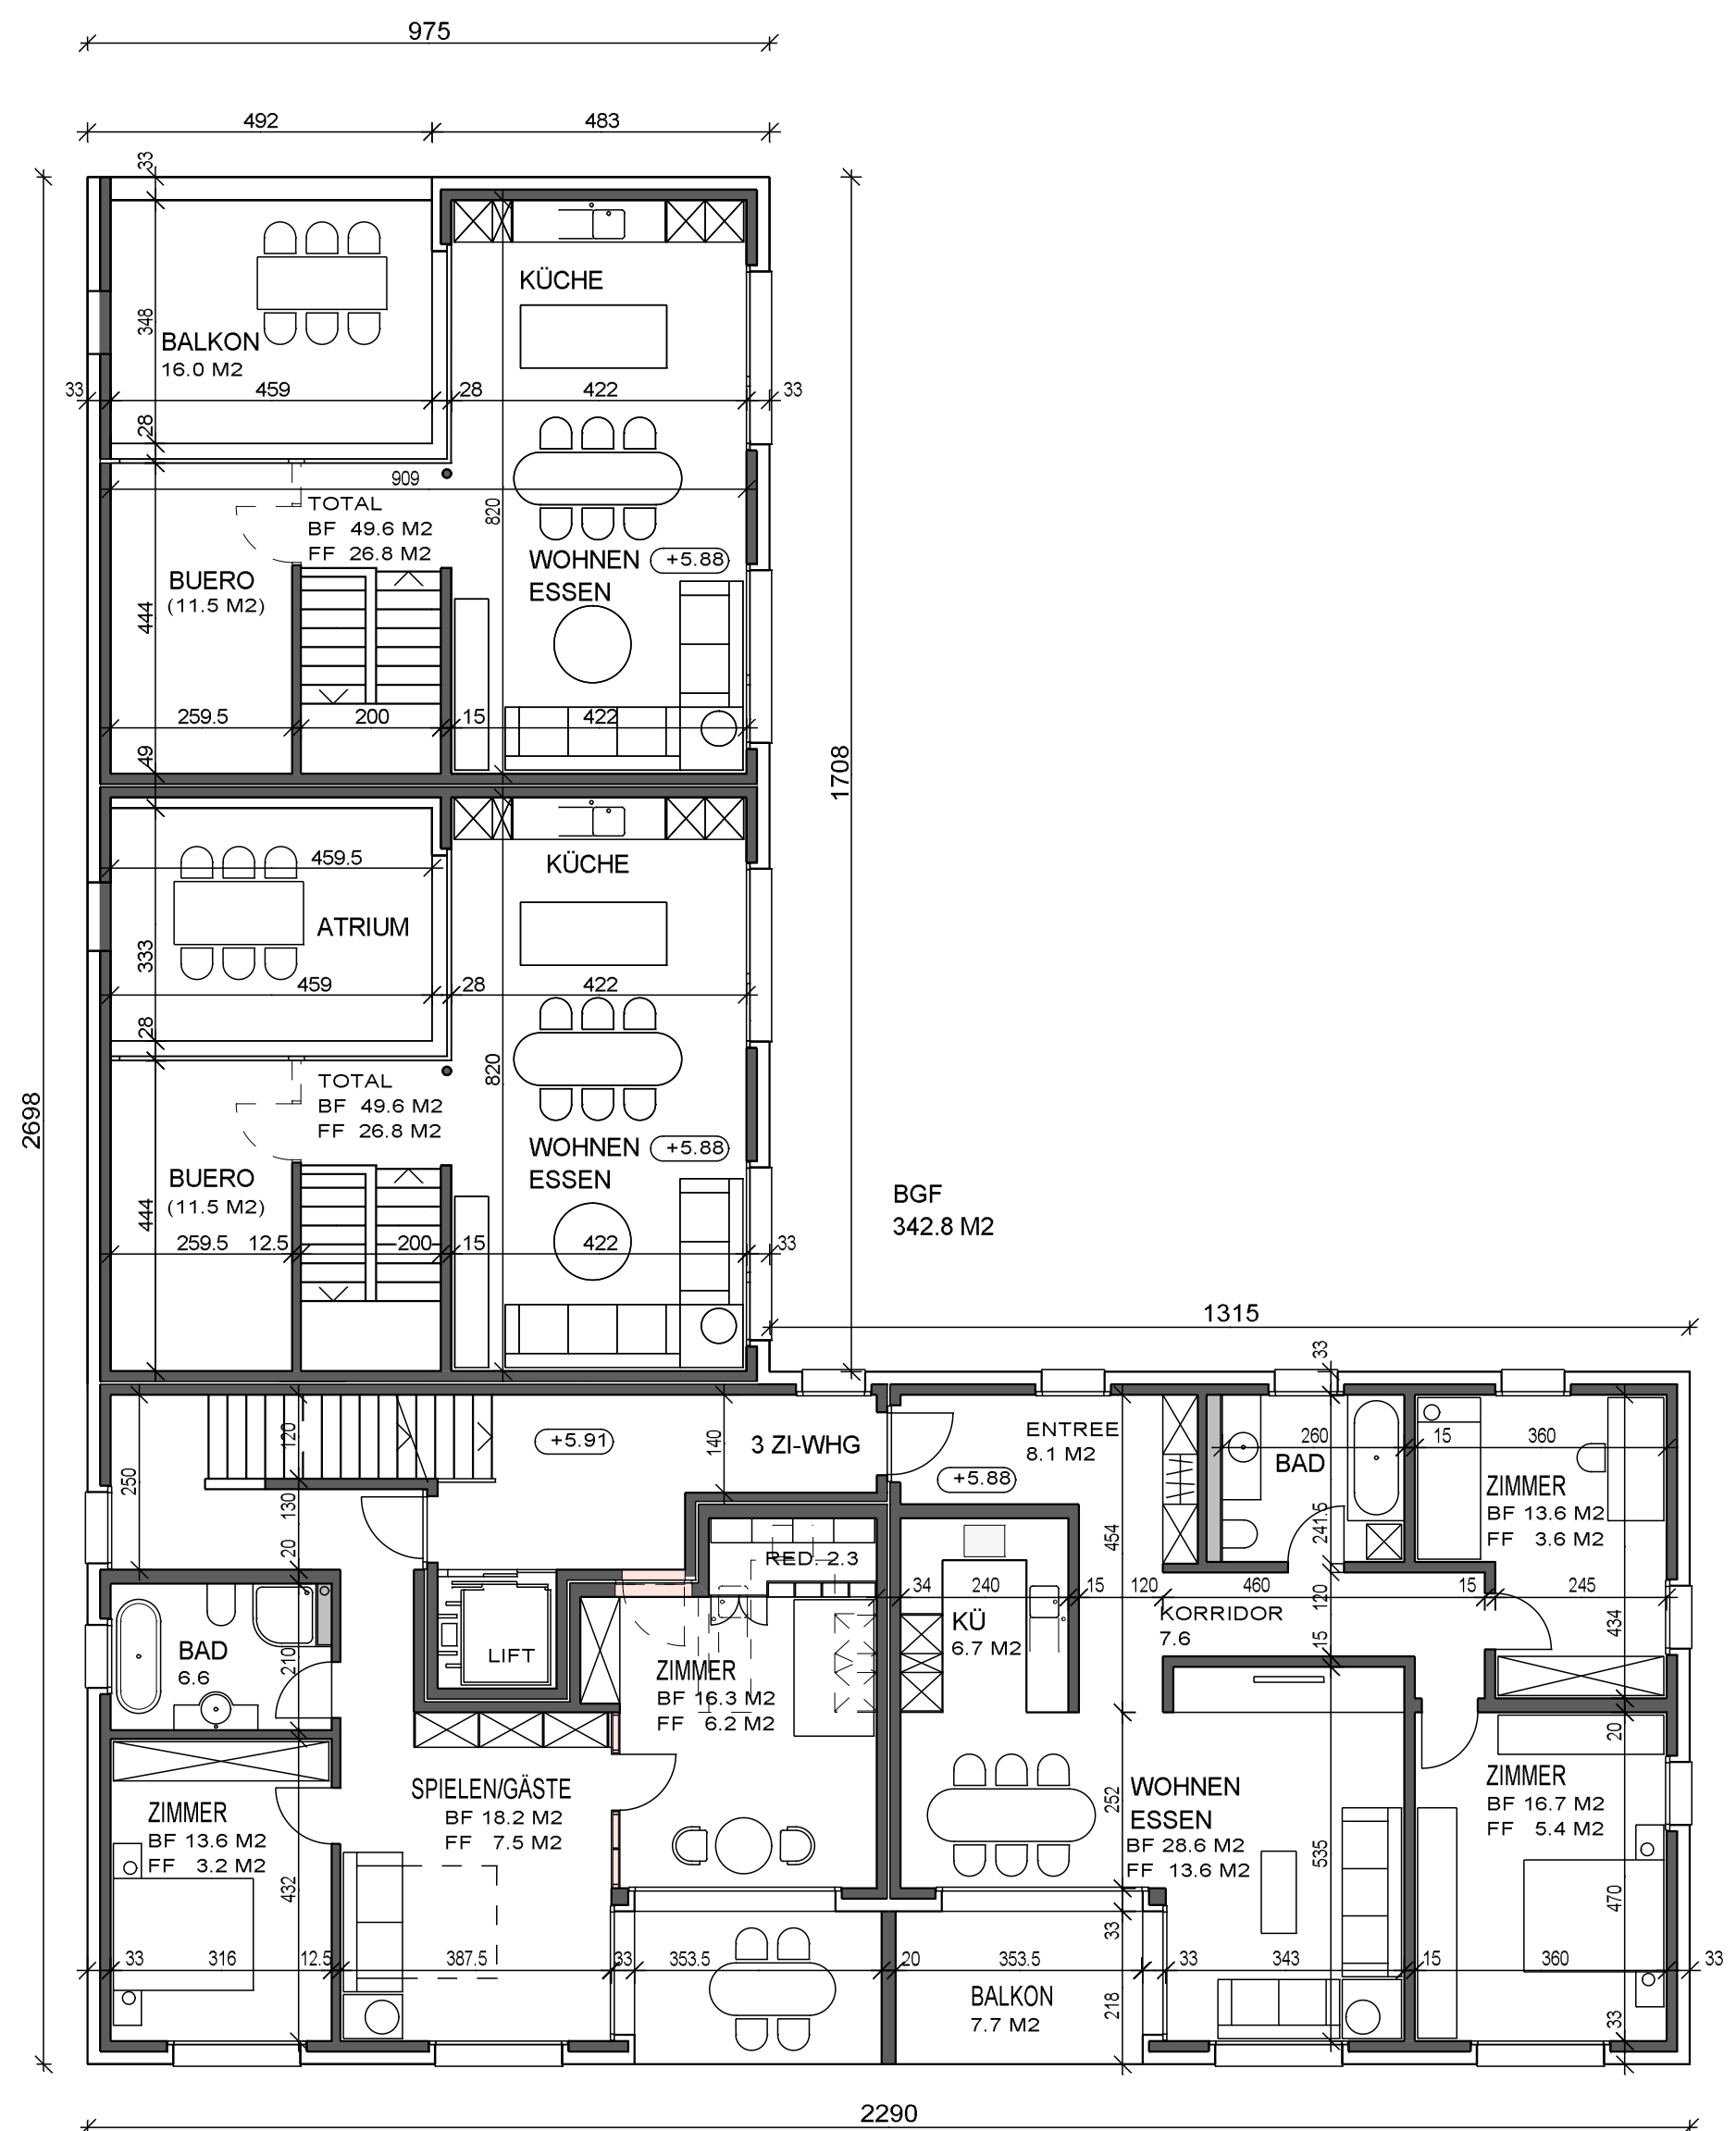 975
492
483
33
KÜCHE
348
BALKON
16.0 M2
33
459
28
422
33
28
909
TOTAL
BF 49.6 M2
FF 26.8 M2
820
WOHNEN
ESSEN
+5.88
BUERO
(11.5 M2)
444
259.5
200
15
422
49
1708
KÜCHE
459.5
ATRIUM
333
459
28
422
28
TOTAL
BF 49.6 M2
FF 26.8 M2
820
2698
WOHNEN
ESSEN
+5.88
BUERO
(11.5 M2)
444
BGF
342.8 M2
259.5
12.5
200
15
422
33
1315
33
120
250
+5.91
140
3 ZI-WHG
ENTREE
8.1 M2
+5.88
260
BAD
15
360
ZIMMER
BF 13.6 M2
FF 3.6 M2
130
20
454
241.5
RED. 2.3
34
240
15
120
460
15
245
120
KORRIDOR
7.6
KÜ
6.7 M2
434
15
BAD
6.6
210
LIFT
ZIMMER
BF 16.3 M2
FF 6.2 M2
20
SPIELEN/GÄSTE
BF 18.2 M2
FF 7.5 M2
ZIMMER
BF 13.6 M2
FF 3.2 M2
432
252
WOHNEN
ESSEN
BF 28.6 M2
FF 13.6 M2
535
ZIMMER
BF 16.7 M2
FF 5.4 M2
470
33
33
316
12.5
387.5
33
353.5
20
353.5
33
343
15
360
33
BALKON
7.7 M2
218
33
2290